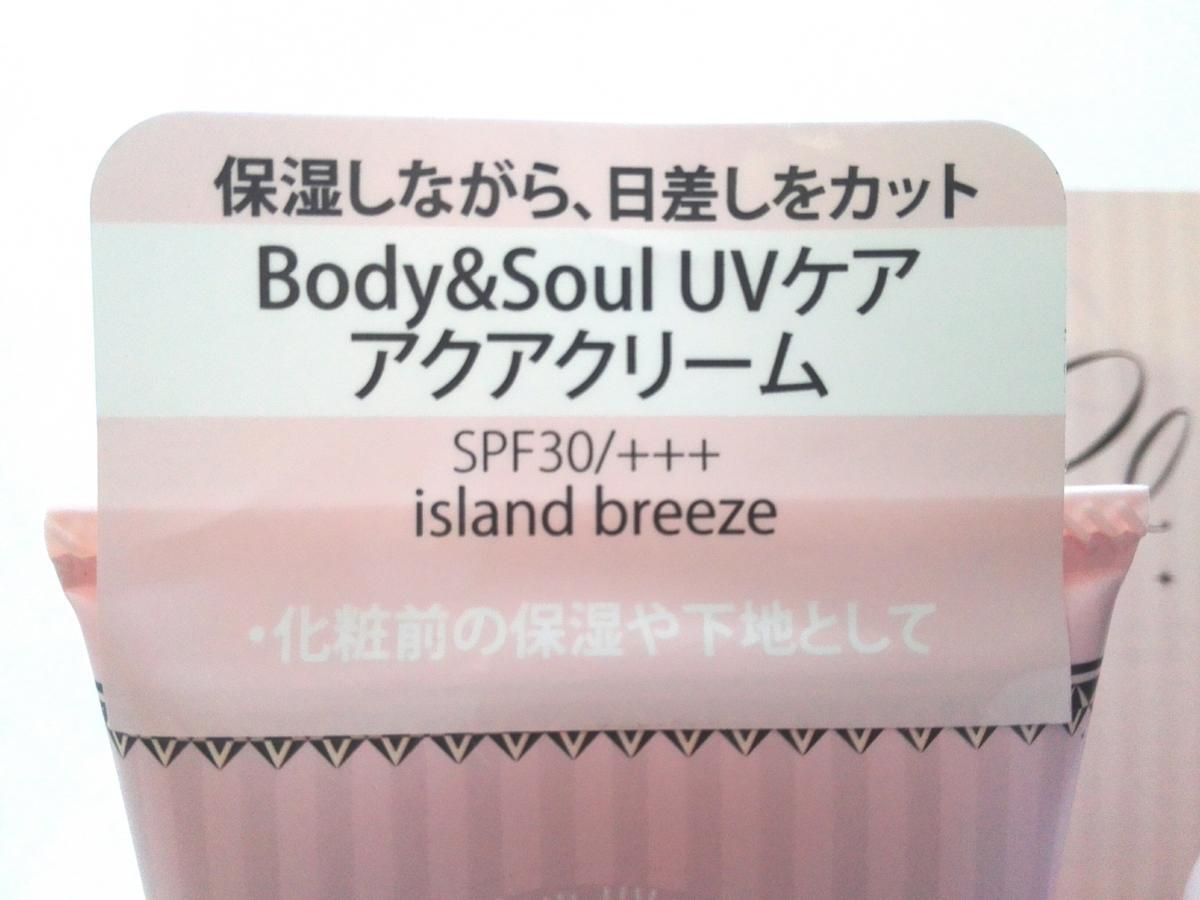 保湿しながら、日差しをカット
Body&Soul UVケア
アクアクリーム
SPF30/+++
island breeze
・化粧前の保湿や下地として